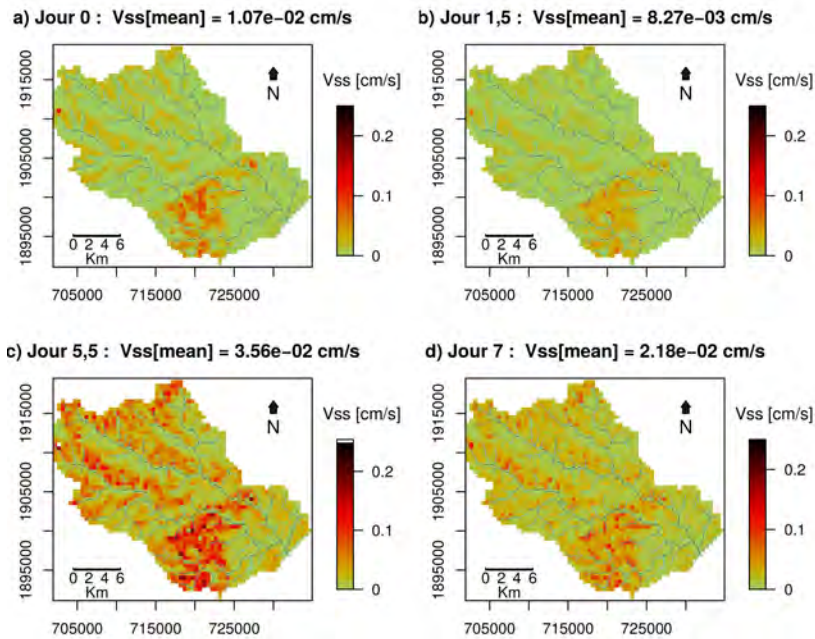 a) Jour 0 : Vss[mean] = 1.07e−02 cm/s
b) Jour 1,5 : Vss[mean] = 8.27e−03 cm/s
1915000
1905000
1895000
N
Vss [cm/s]
0.2
0.1
0
0 2 4 6
Km
705000 715000 725000
1915000
1905000
1895000
N
Vss [cm/s]
0.2
0.1
0
0 2 4 6
Km
705000 715000 725000
c) Jour 5,5 : Vss[mean] = 3.56e−02 cm/s
d) Jour 7 : Vss[mean] = 2.18e−02 cm/s
1915000
1905000
1895000
N
Vss [cm/s]
0.2
0.1
0
0 2 4 6
Km
705000 715000 725000
1915000
1905000
1895000
N
Vss [cm/s]
0.2
0.1
0
0 2 4 6
Km
705000 715000 725000